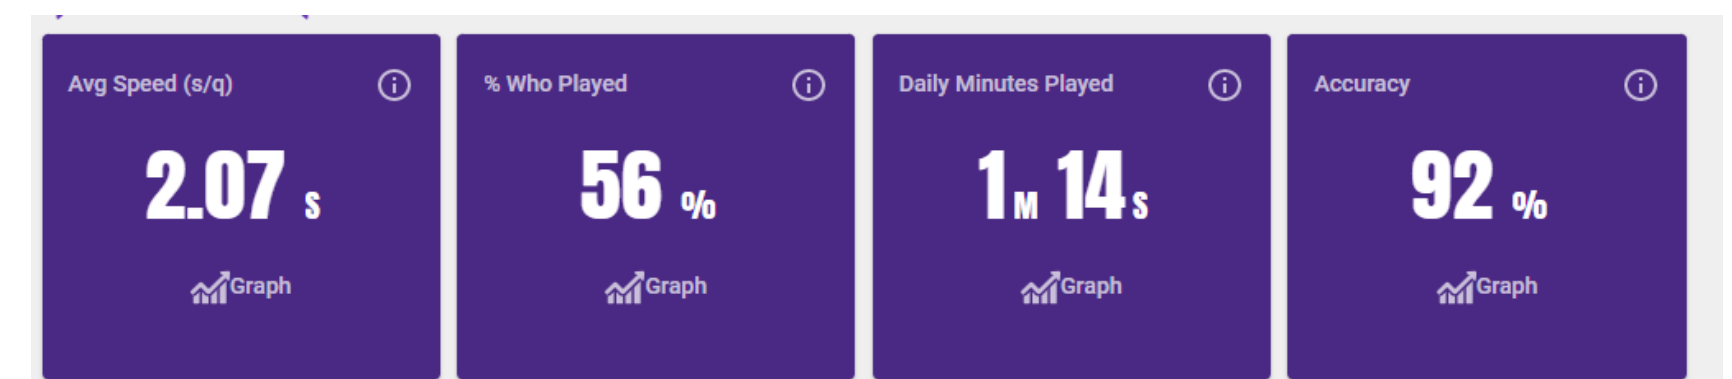 Avg Speed (s/q)
2.07 s
Graph
% Who Played
56 %
Graph
Daily Minutes Played
1 M 14 s
Graph
Accuracy
92 %
Graph